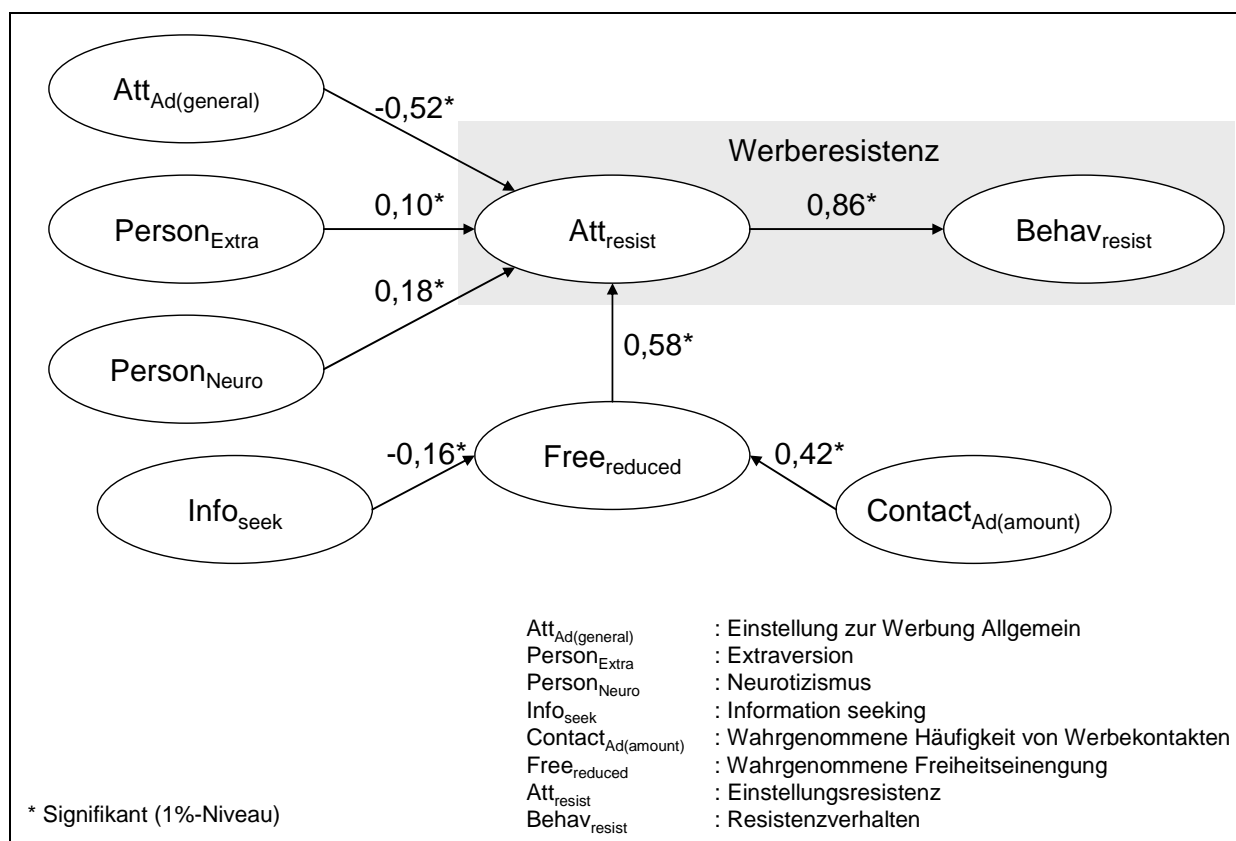 Att_Ad(general)
-0,52*
Werberesistenz
Person_Extra
0,10*
Att_resist
0,86*
Behav_resist
0,18*
Person_Neuro
0,58*
Info_seek
-0,16*
Free_reduced
0,42*
Contact_Ad(amount)
Att_Ad(general) : Einstellung zur Werbung Allgemein
Person_Extra : Extraversion
Person_Neuro : Neurotizismus
Info_seek : Information seeking
Contact_Ad(amount) : Wahrgenommene Häufigkeit von Werbekontakten
Free_reduced : Wahrgenommene Freiheitseinengung
Att_resist : Einstellungsresistenz
Behav_resist : Resistenzverhalten
* Signifikant (1%-Niveau)